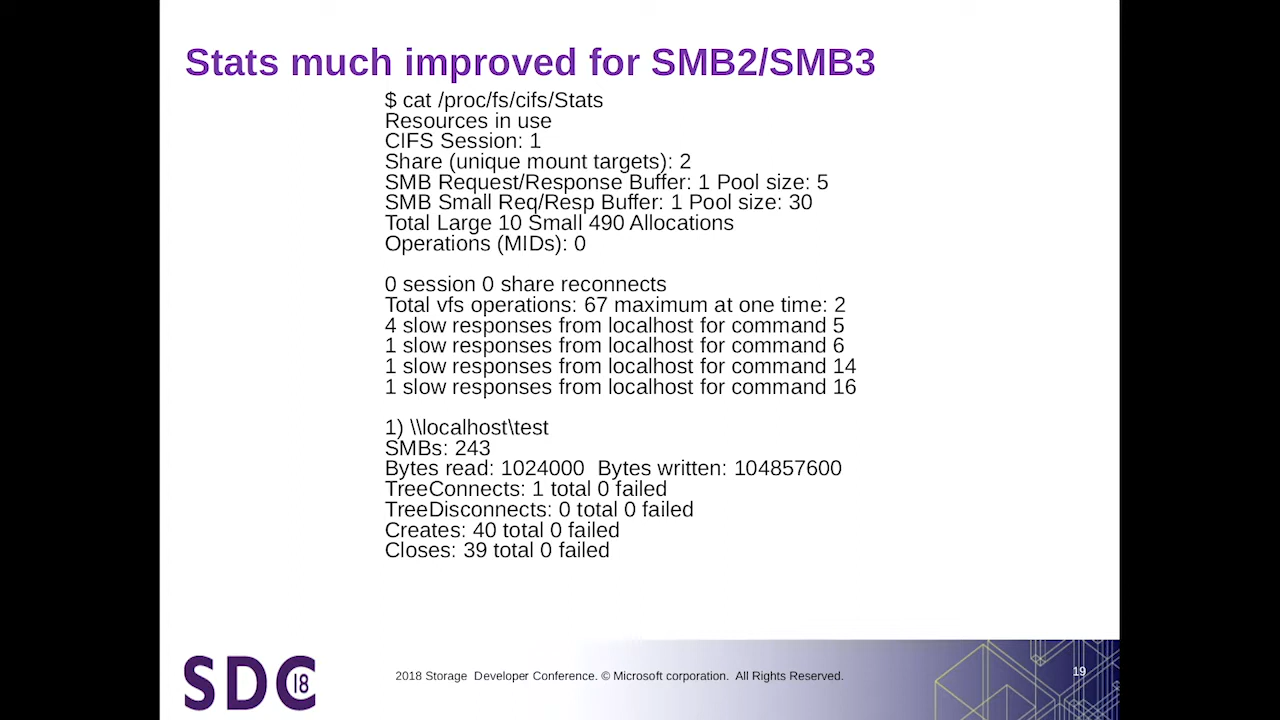 Stats much improved for SMB2/SMB3
$ cat /proc/fs/cifs/Stats
Resources in use
CIFS Session: 1
Share (unique mount targets): 2
SMB Request/Response Buffer: 1 Pool size: 5
SMB Small Req/Resp Buffer: 1 Pool size: 30
Total Large 10 Small 490 Allocations
Operations (MIDs): 0
0 session 0 share reconnects
Total vfs operations: 67 maximum at one time: 2
4 slow responses from localhost for command 5
1 slow responses from localhost for command 6
1 slow responses from localhost for command 14
1 slow responses from localhost for command 16
1) \\localhost\test
SMBs: 243
Bytes read: 1024000  Bytes written: 104857600
TreeConnects: 1 total 0 failed
TreeDisconnects: 0 total 0 failed
Creates: 40 total 0 failed
Closes: 39 total 0 failed
SDC 18
2018 Storage  Developer Conference. © Microsoft corporation.  All Rights Reserved.
19